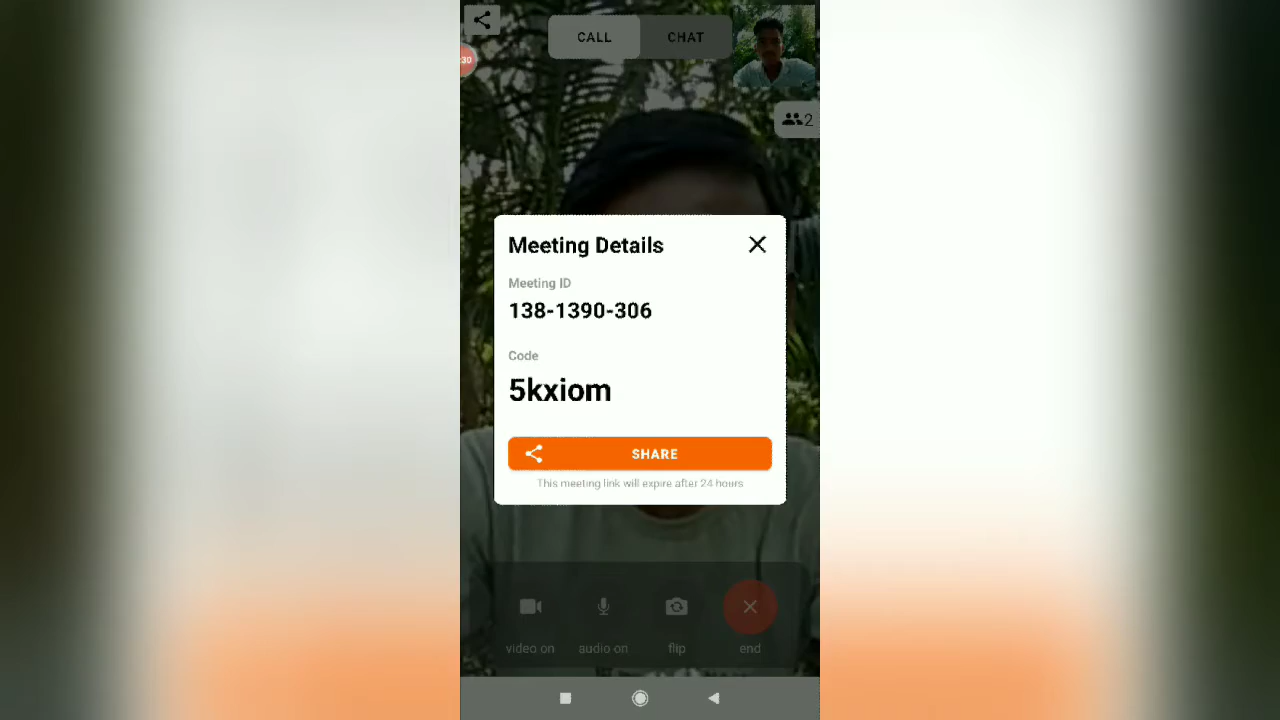 CALL
CHAT
:30
2
Meeting Details
Meeting ID
138-1390-306
Code
5kxiom
SHARE
This meeting link will expire after 24 hours
video on
audio on
flip
end